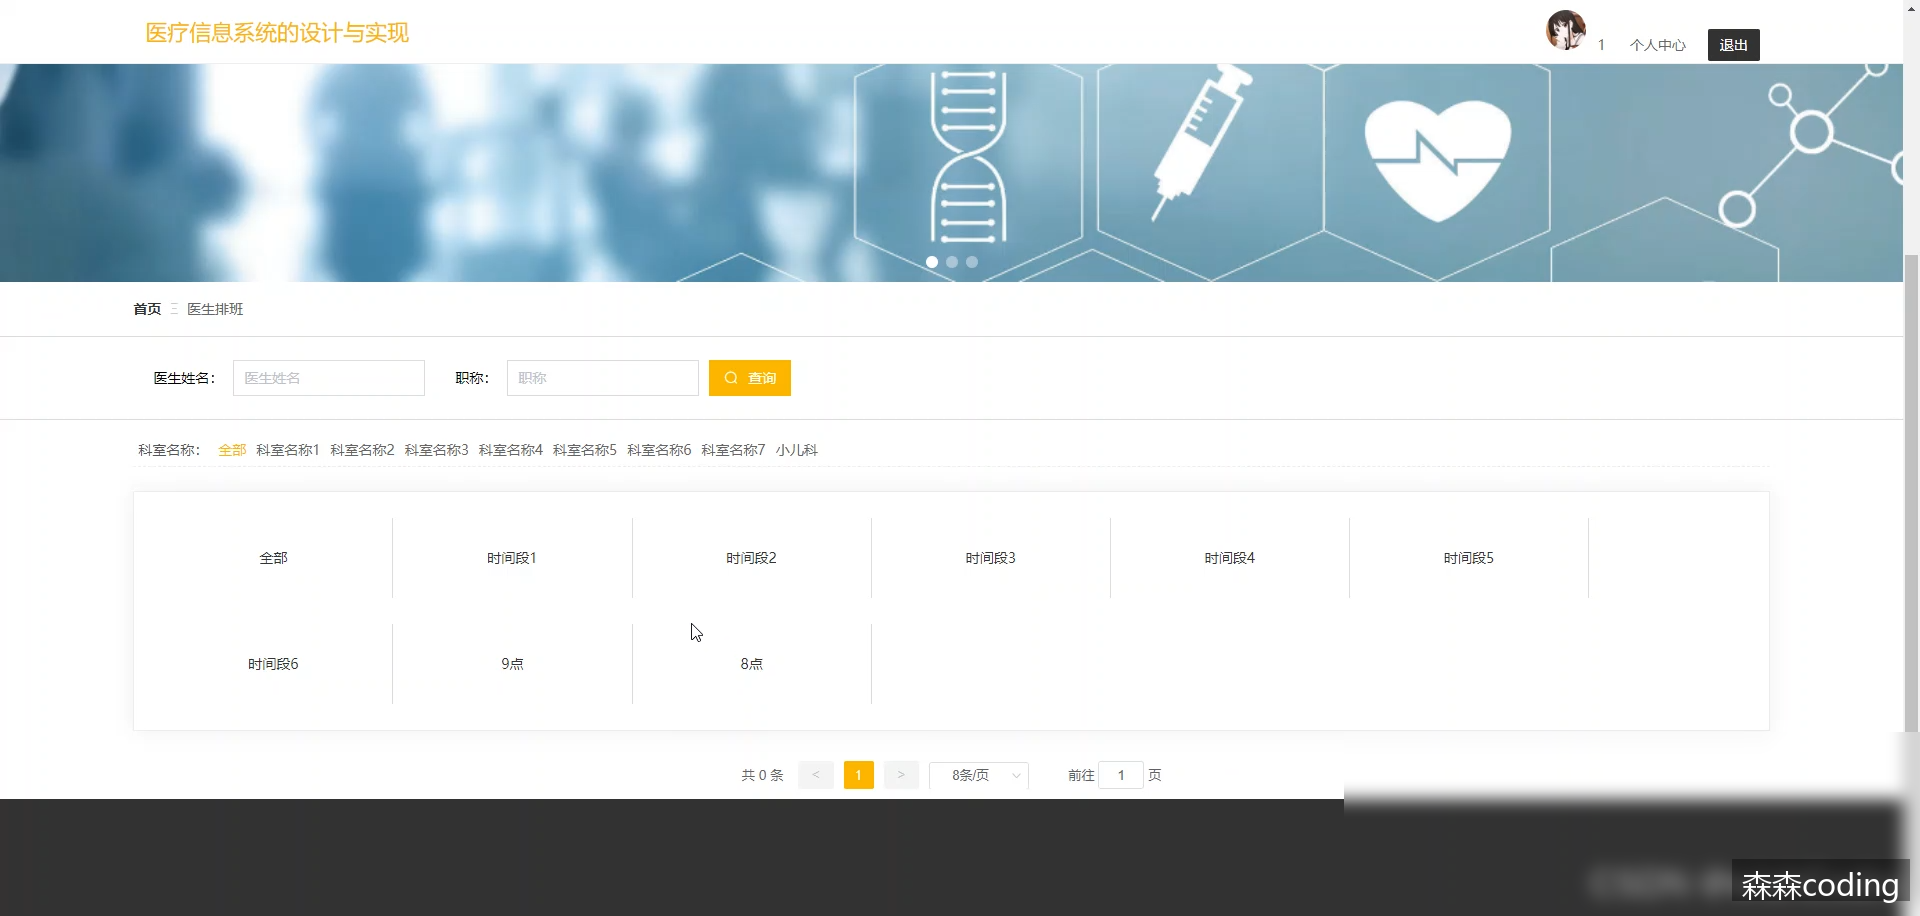 医疗信息系统的设计与实现
1 个人中心 退出
首页 医生排班
医生姓名: 医生姓名 职称: 职称 查询
科室名称: 全部 科室名称1 科室名称2 科室名称3 科室名称4 科室名称5 科室名称6 科室名称7 小儿科
全部 时间段1 时间段2 时间段3 时间段4 时间段5
时间段6 9点 8点
共 0 条 < 1 > 8条/页 前往 1 页
森森coding